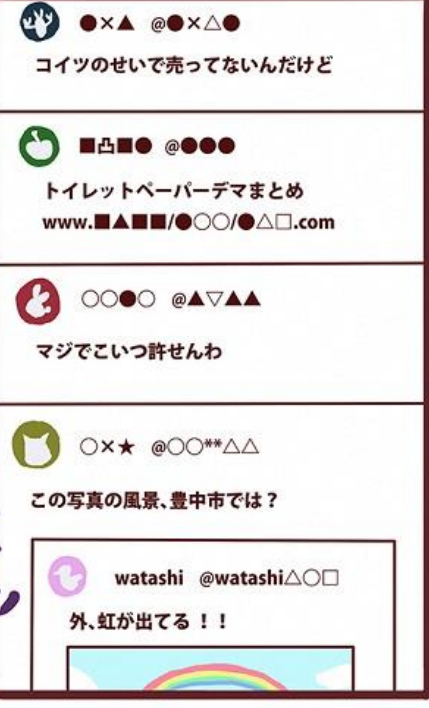 ●×▲ @●×△●
コイツのせいで売ってないんだけど
■凸■● @●●●
トイレットペーパーデマまとめ
www.■▲■■/●○○/●△□.com
○○●○ @▲▽▲▲
マジでこいつ許せんわ
○×★ @○○**△△
この写真の風景、豊中市では？
watashi @watashi△○□
外、虹が出てる！！